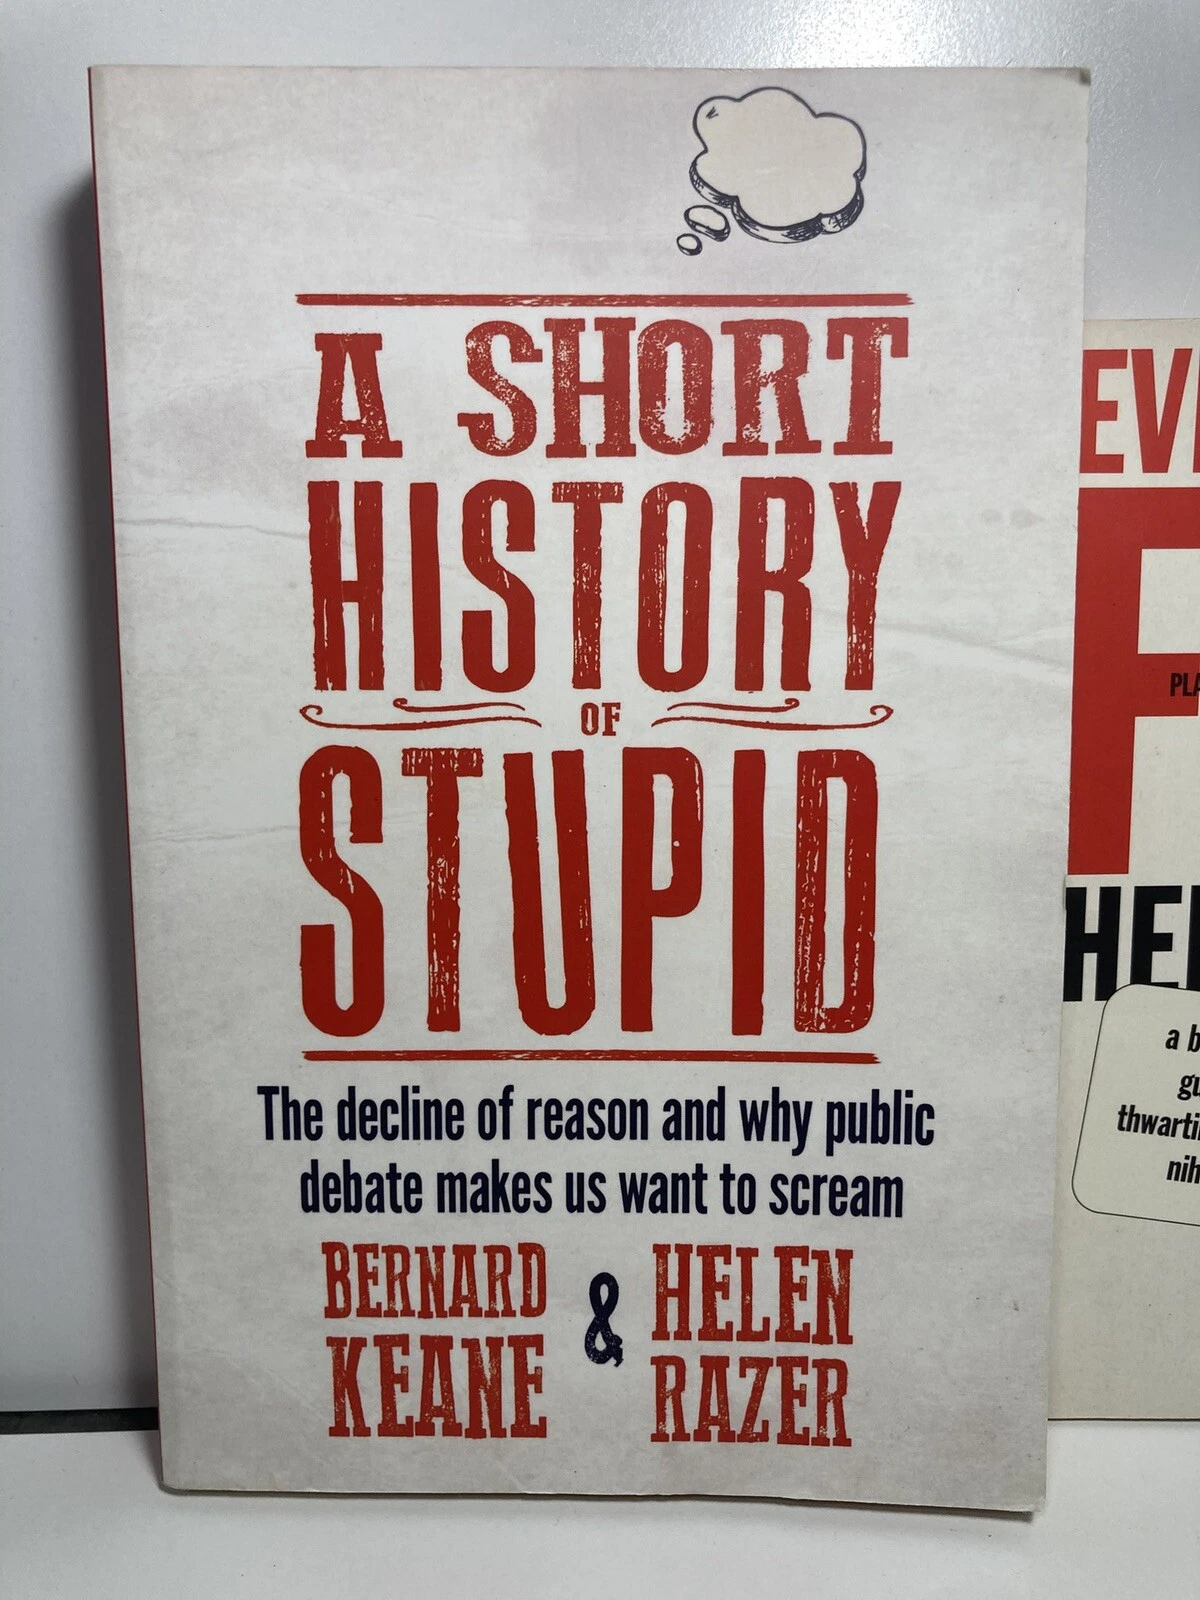 A SHORT
HISTORY
OF
STUPID
The decline of reason and why public
debate makes us want to scream
BERNARD
KEANE
&
HELEN
RAZER
a